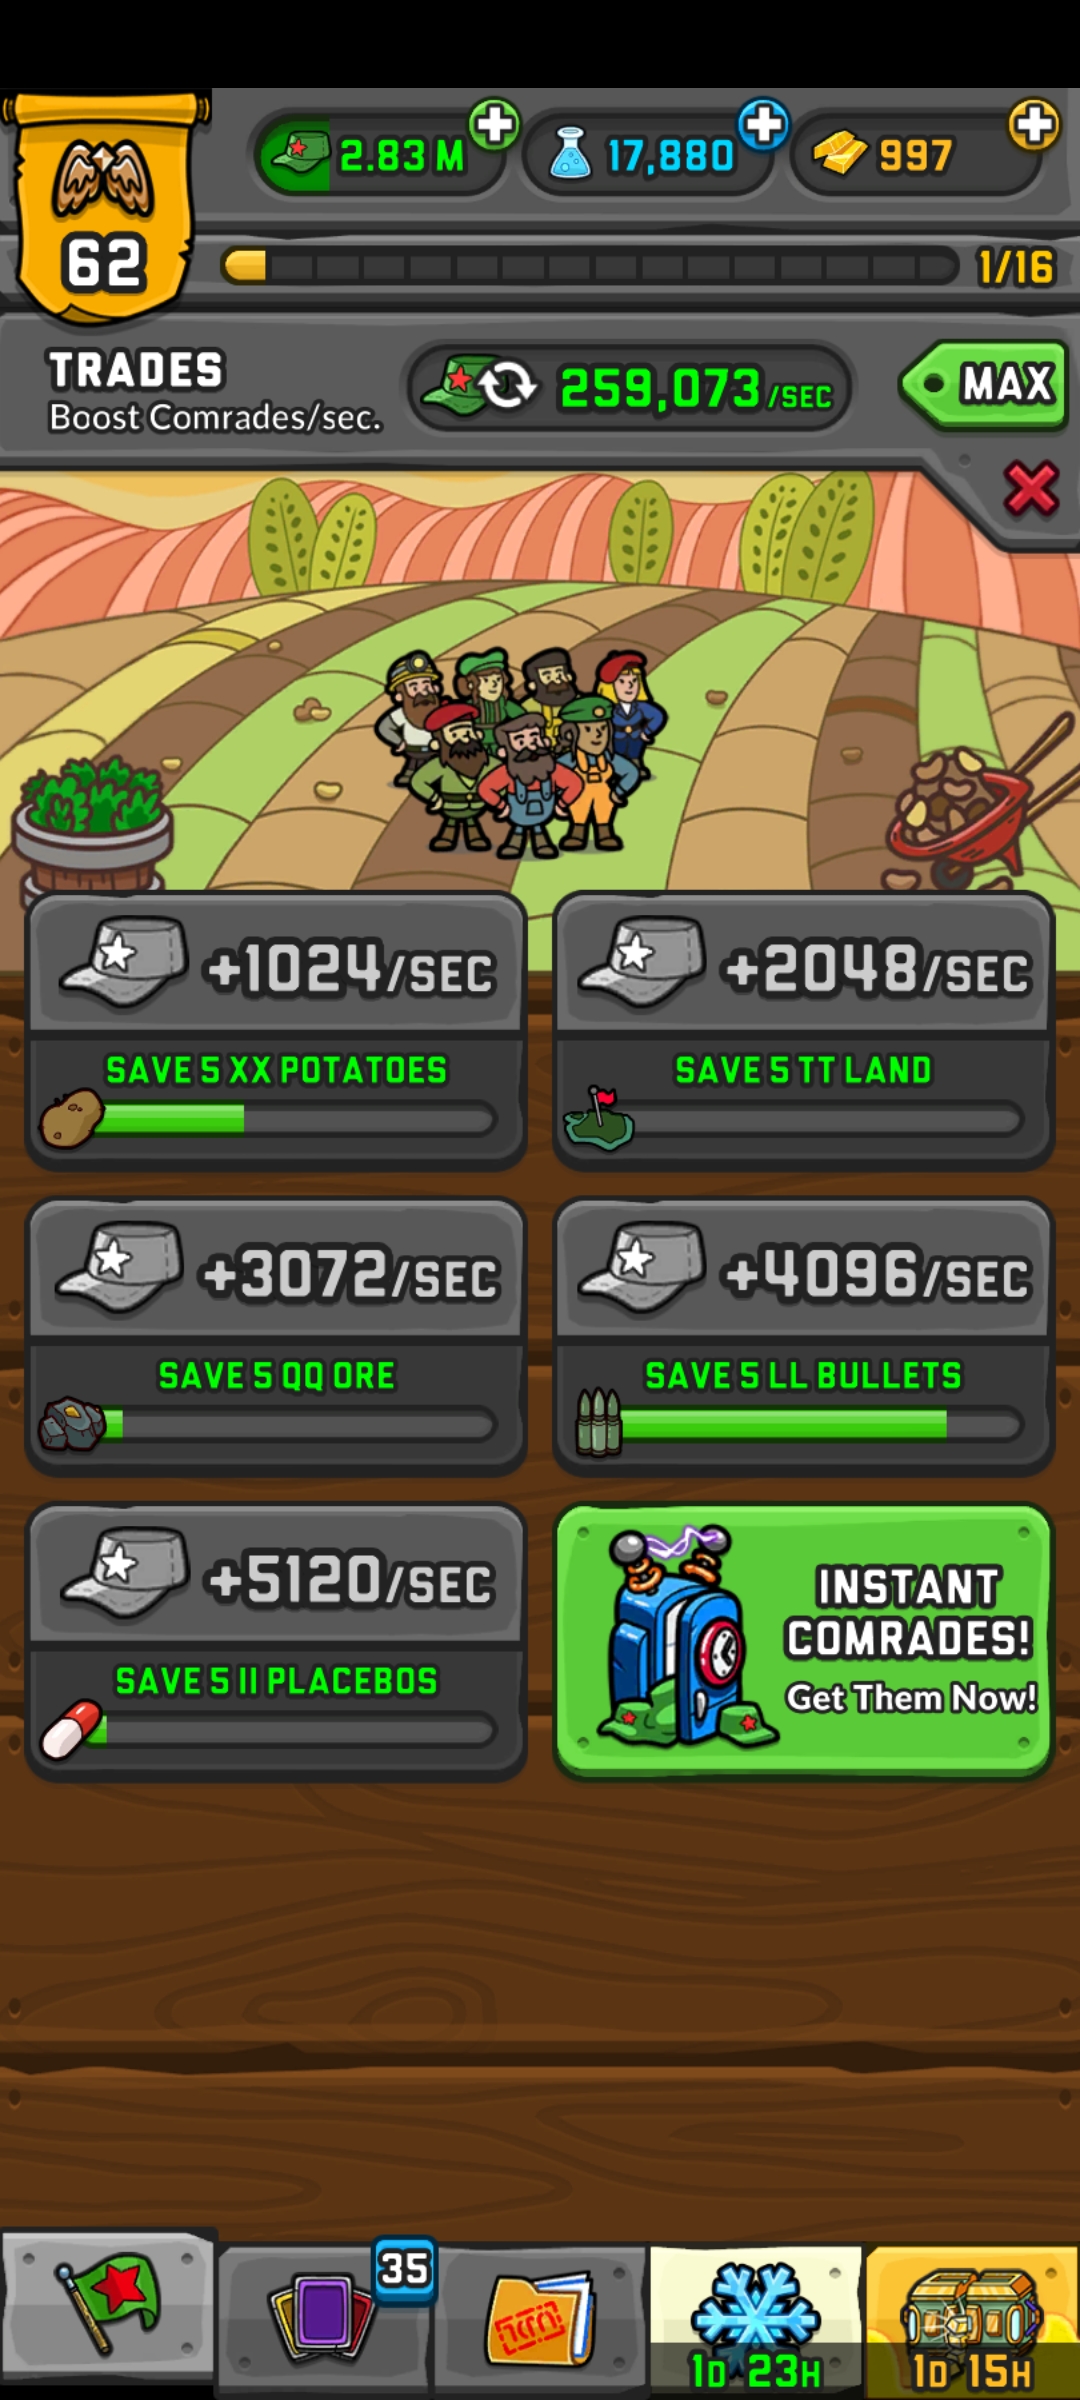 2.83 M
17,880
997
62
1/16
TRADES
Boost Comrades/sec.
259,073/SEC
MAX
+1024/SEC
+2048/SEC
SAVE 5 XX POTATOES
SAVE 5 TT LAND
+3072/SEC
+4096/SEC
SAVE 5 QQ ORE
SAVE 5 LL BULLETS
+5120/SEC
INSTANT
COMRADES!
Get Them Now!
SAVE 5 II PLACEBOS
35
1D 23H
1D 15H